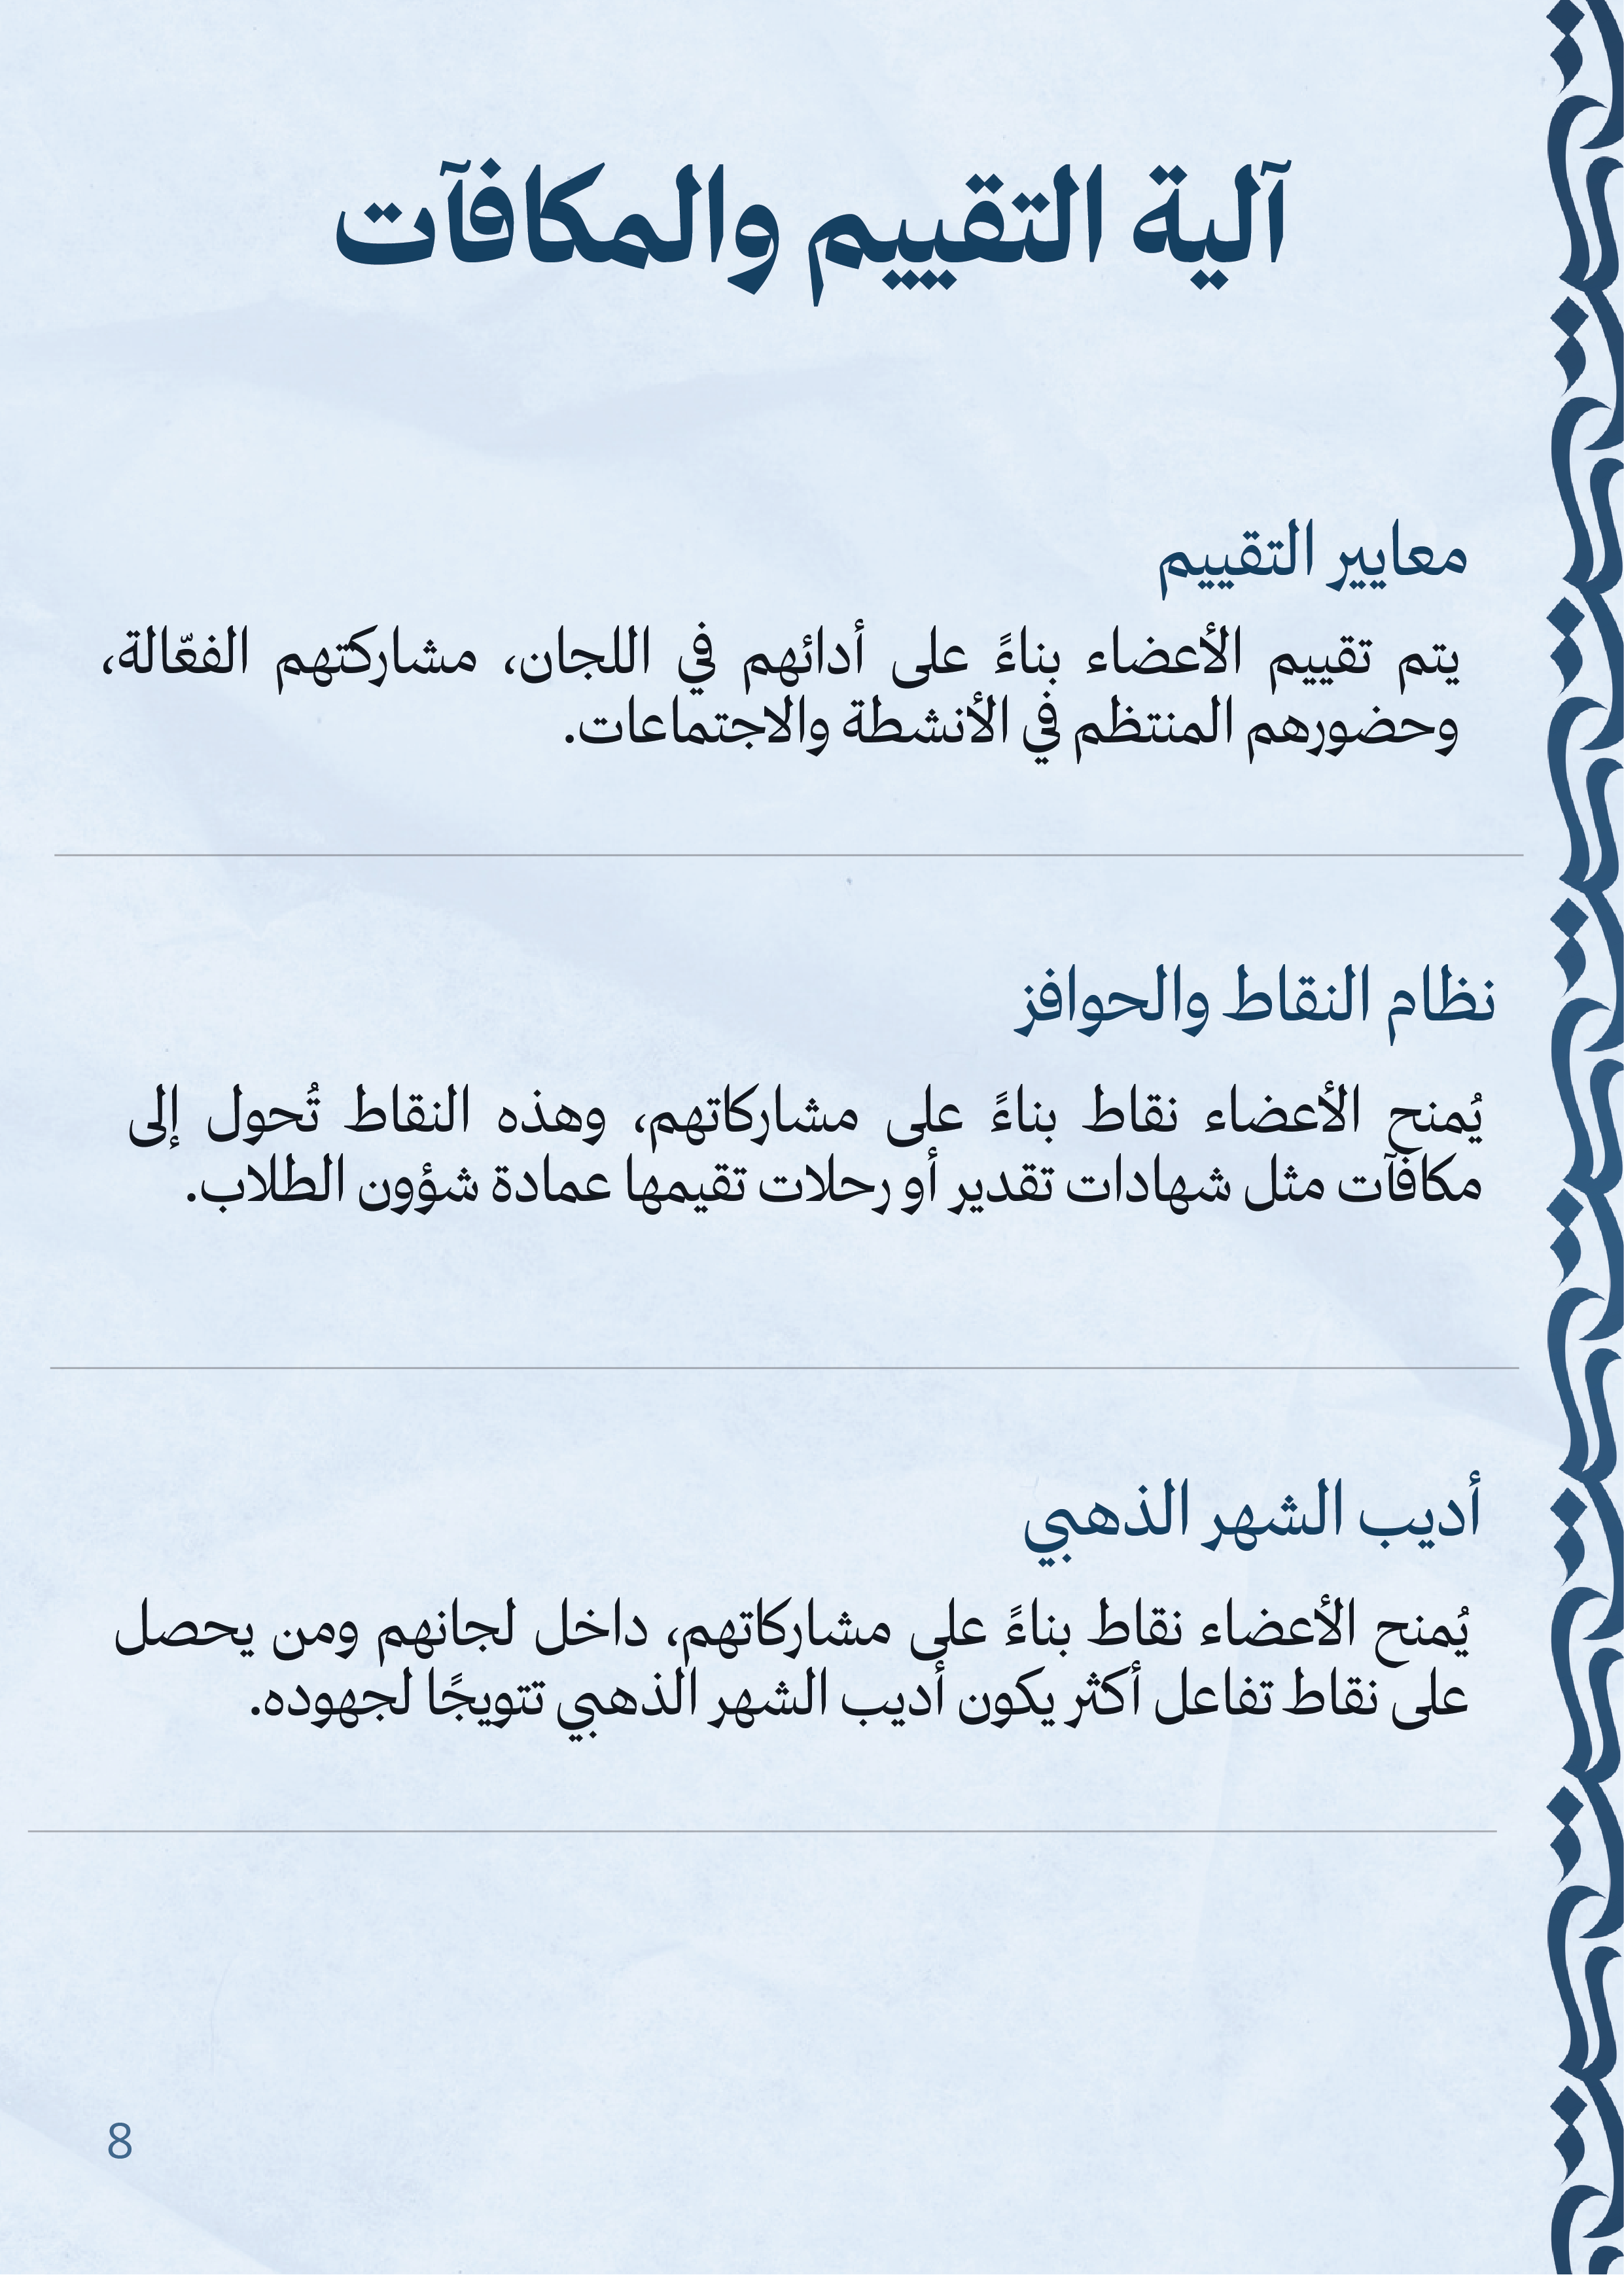 آلية التقييم والمكافآت
معايير التقييم
يتم تقييم الأعضاء بناءً على أدائهم في اللجان، مشاركتهم الفعّالة،
وحضورهم المنتظم في الأنشطة والاجتماعات.
نظام النقاط والحوافز
يُمنح الأعضاء نقاط بناءً على مشاركاتهم، وهذه النقاط تُحول إلى
مكافآت مثل شهادات تقدير أو رحلات تقيمها عمادة شؤون الطلاب.
أديب الشهر الذهبي
يُمنح الأعضاء نقاط بناءً على مشاركاتهم، داخل لجانهم ومن يحصل
على نقاط تفاعل أكثر يكون أديب الشهر الذهبي تتويجًا لجهوده.
8